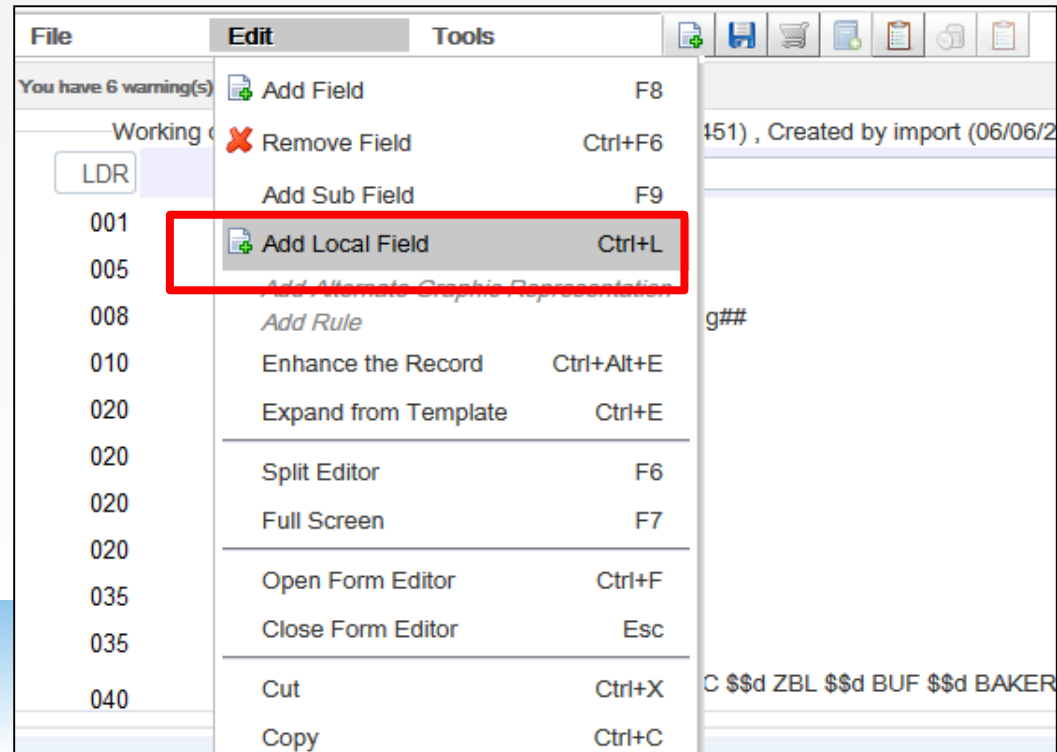 File Edit Tools
You have 6 warning(s)
Working 451) , Created by import (06/06/2
LDR
Add Field F8
Remove Field Ctrl+F6
Add Sub Field F9
001
Add Local Field Ctrl+L
005
Add Alternate Graphic Representation
008 g##
Add Rule
010 Enhance the Record Ctrl+Alt+E
020 Expand from Template Ctrl+E
020 Split Editor F6
020 Full Screen F7
020
035 Open Form Editor Ctrl+F
035 Close Form Editor Esc
040 C $$d ZBL $$d BUF $$d BAKER
Cut Ctrl+X
Copy Ctrl+C